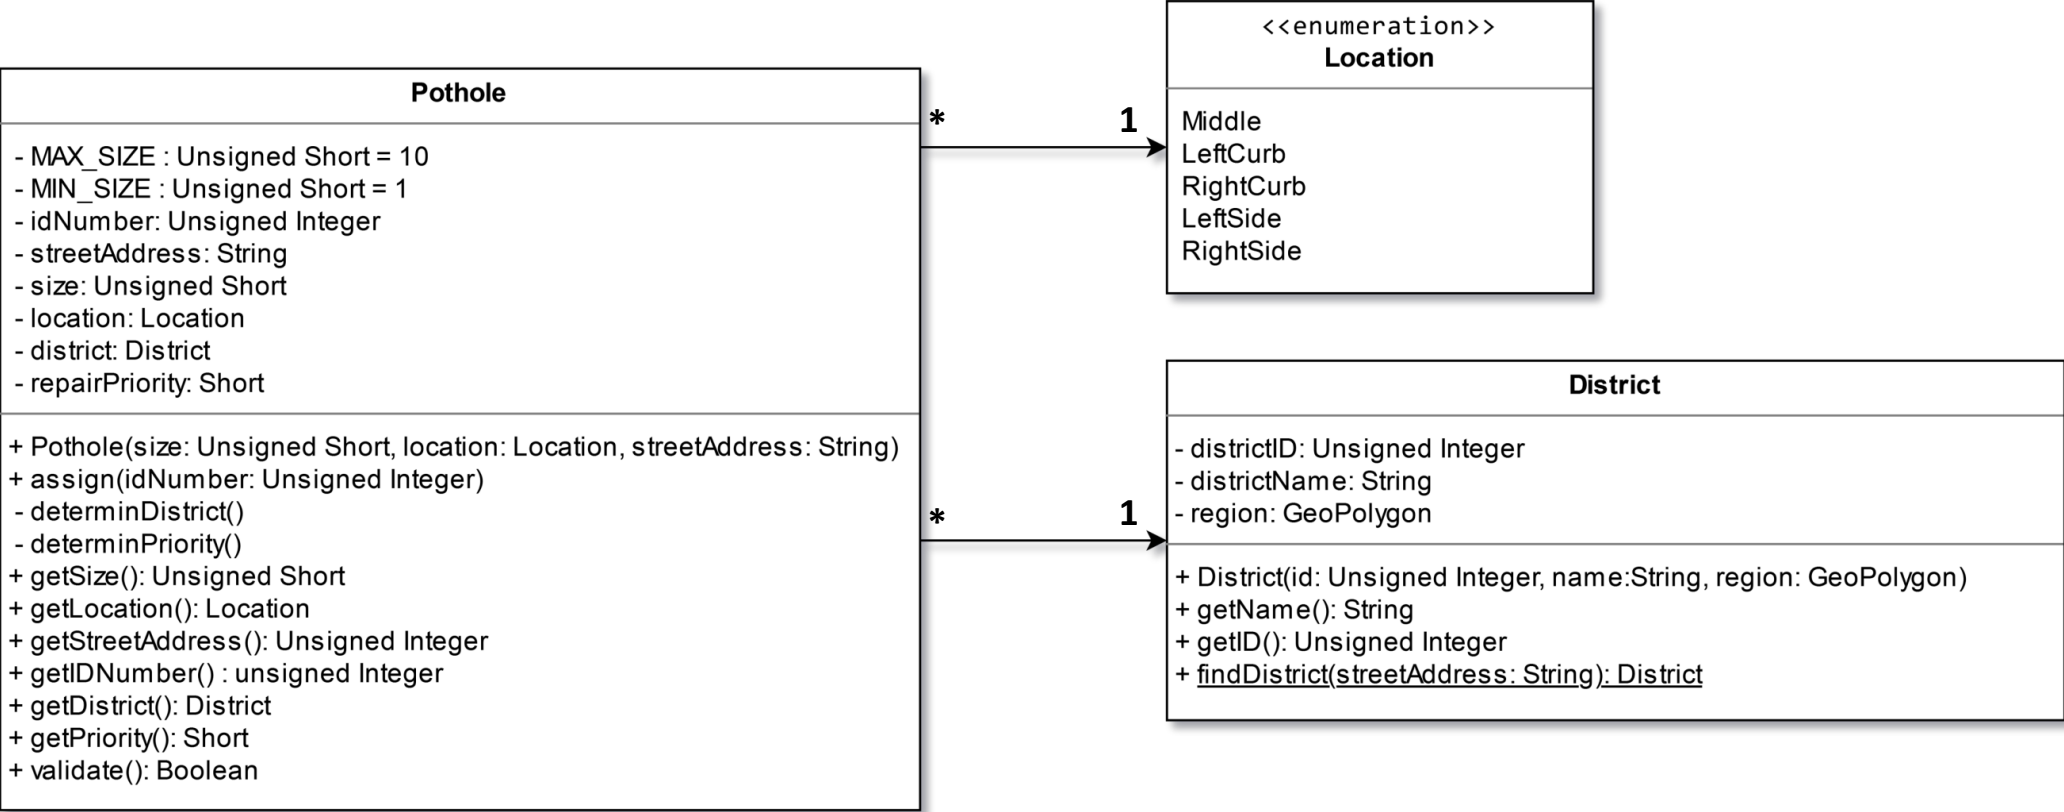 Pothole
- MAX_SIZE : Unsigned Short = 10
- MIN_SIZE : Unsigned Short = 1
- idNumber: Unsigned Integer
- streetAddress: String
- size: Unsigned Short
- location: Location
- district: District
- repairPriority: Short
+ Pothole(size: Unsigned Short, location: Location, streetAddress: String)
+ assign(idNumber: Unsigned Integer)
- determinDistrict()
- determinPriority()
+ getSize(): Unsigned Short
+ getLocation(): Location
+ getStreetAddress(): Unsigned Integer
+ getIDNumber() : unsigned Integer
+ getDistrict(): District
+ getPriority(): Short
+ validate(): Boolean
* 1
<<enumeration>>
Location
Middle
LeftCurb
RightCurb
LeftSide
RightSide
* 1
District
- districtID: Unsigned Integer
- districtName: String
- region: GeoPolygon
+ District(id: Unsigned Integer, name:String, region: GeoPolygon)
+ getName(): String
+ getID(): Unsigned Integer
+ findDistrict(streetAddress: String): District